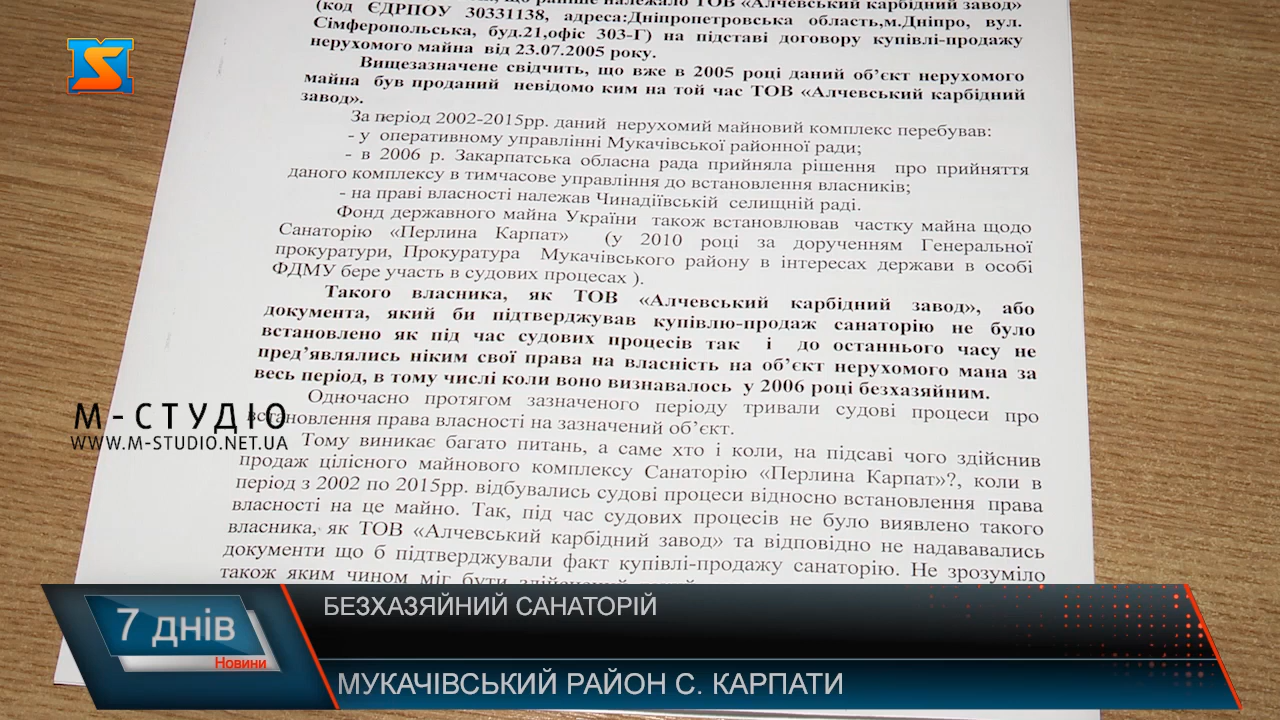 що раніше належало ТОВ «Алчевський карбідний завод»
(код ЄДРПОУ 30331138, адреса:Дніпропетровська область,м.Дніпро, вул.
Сімферопольська, буд.21,офіс 303-Г) на підставі договору купівлі-продажу
нерухомого майна від 23.07.2005 року.
Вищезазначене свідчить, що вже в 2005 році даний об’єкт нерухомого
майна був проданий невідомо ким на той час ТОВ «Алчевський карбідний
завод».
За період 2002-2015рр. даний нерухомий майновий комплекс перебував:
- у оперативному управлінні Мукачівської районної ради;
- в 2006 р. Закарпатська обласна рада прийняла рішення про прийняття
даного комплексу в тимчасове управління до встановлення власників;
- на праві власності належав Чинадіївській селищній раді.
Фонд державного майна України також встановлював частку майна щодо
Санаторію «Перлина Карпат» (у 2010 році за дорученням Генеральної
прокуратури, Прокуратура Мукачівського району в інтересах держави в особі
ФДМУ бере участь в судових процесах ).
Такого власника, як ТОВ «Алчевський карбідний завод», або
документа, який би підтверджував купівлю-продаж санаторію не було
встановлено як під час судових процесів так і до останнього часу не
пред’являлись ніким свої права на власність на об’єкт нерухомого мана за
весь період, в тому числі коли воно визнавалось у 2006 році безхазяйним.
Одночасно протягом зазначеного періоду тривали судові процеси про
встановлення права власності на зазначений об’єкт.
Тому виникає багато питань, а саме хто і коли, на підсаві чого здійснив
продаж цілісного майнового комплексу Санаторію «Перлина Карпат»?, коли в
період з 2002 по 2015рр. відбувались судові процеси відносно встановлення права
власності на це майно. Так, під час судових процесів не було виявлено такого
власника, як ТОВ «Алчевський карбідний завод» та відповідно не надававались
документи що б підтверджували факт купівлі-продажу санаторію. Не зрозуміло
також яким чином міг бути
М-СТУДІО
WWW.M-STUDIO.NET.UA
7 днів
Новини
БЕЗХАЗЯЙНИЙ САНАТОРІЙ
МУКАЧІВСЬКИЙ РАЙОН С. КАРПАТИ